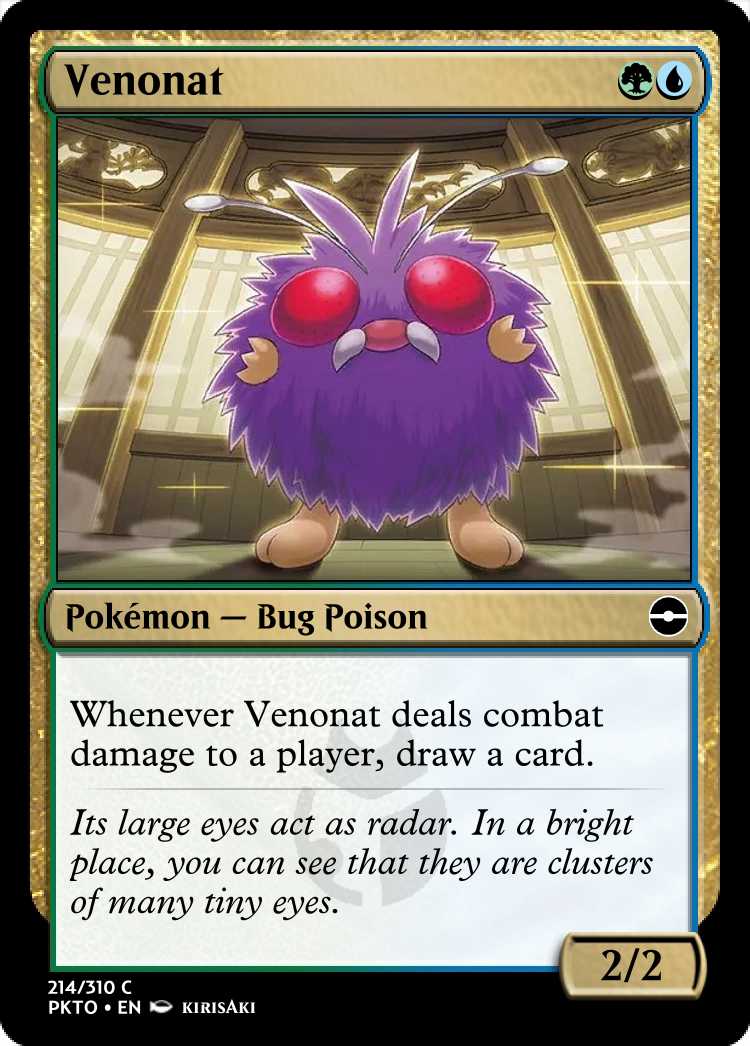 Venonat
Pokémon — Bug Poison
Whenever Venonat deals combat
damage to a player, draw a card.
Its large eyes act as radar. In a bright
place, you can see that they are clusters
of many tiny eyes.
2/2
214/310 C
PKTO • EN KIRISAKI